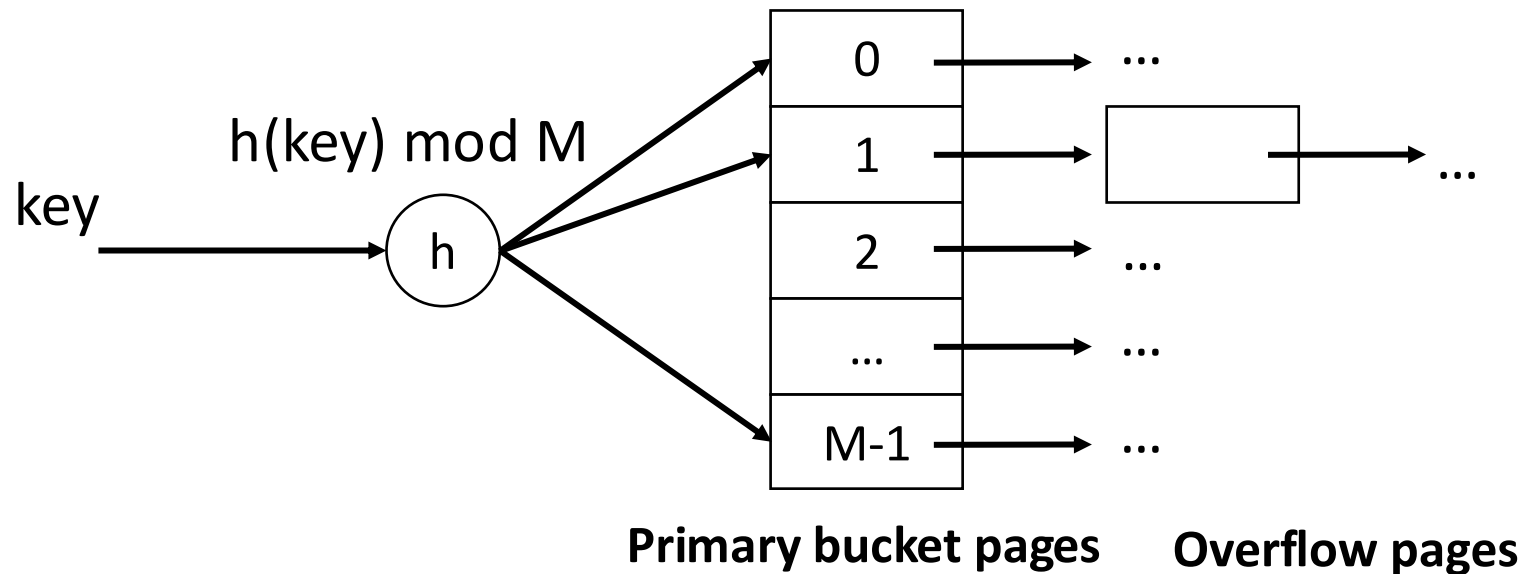 0
...
h(key) mod M
1
...
key
h
2
...
...
...
M-1
...
Primary bucket pages
Overflow pages